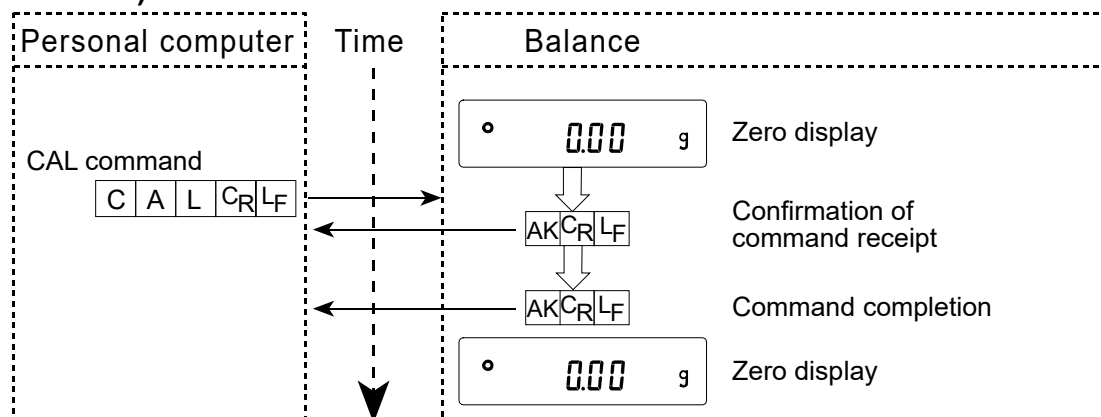 Personal computer Time Balance
0.00 g Zero display
CAL command
C A L CR LF
AK CR LF Confirmation of
command receipt
AK CR LF Command completion
0.00 g Zero display